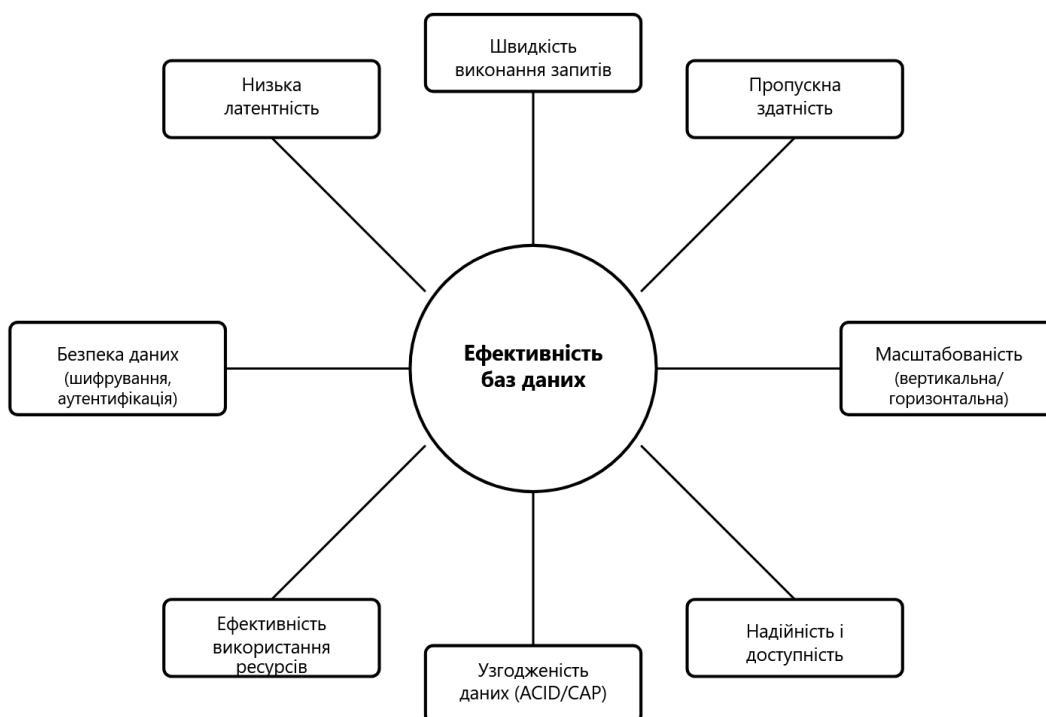 Швидкість
виконання запитів
Низька
латентність
Пропускна
здатність
Безпека даних
(шифрування,
аутентифікація)
Ефективність
баз даних
Масштабованість
(вертикальна/
горизонтальна)
Ефективність
використання
ресурсів
Узгодженість
даних (ACID/CAP)
Надійність і
доступність